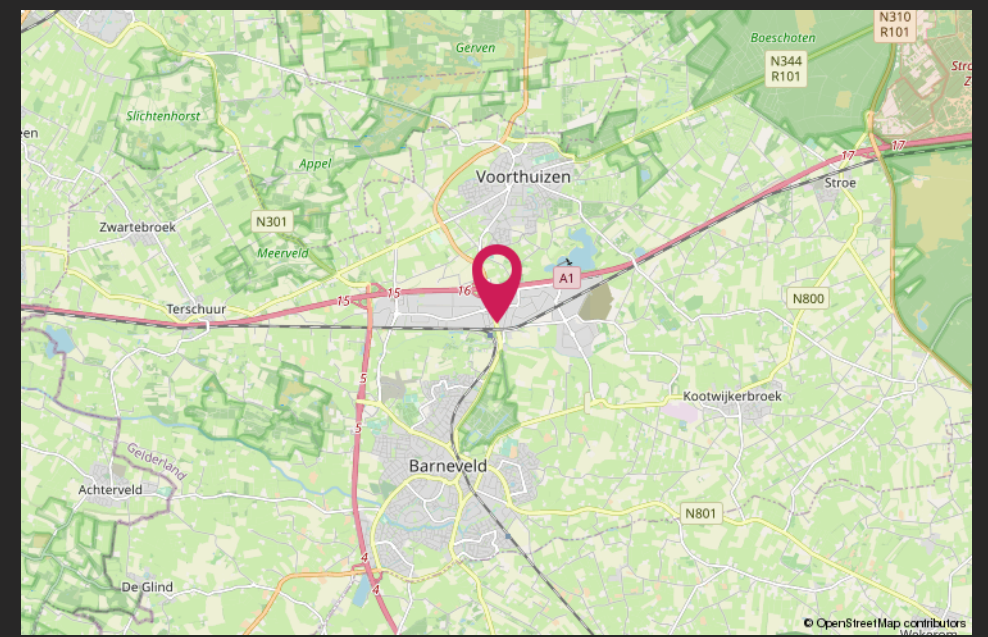 N310
R101
Gerven
Boeschoten
N344
R101
Stro
Slichtenhorst
en
17
17
Appel
Voorthuizen
Stroe
N301
Zwartebroek
Meerveld
A1
15
15
16
N800
Terschuur
5
Kootwijkerbroek
5
Gelderland
Barneveld
Achterveld
N801
4
De Glind
4
© OpenStreetMap contributors